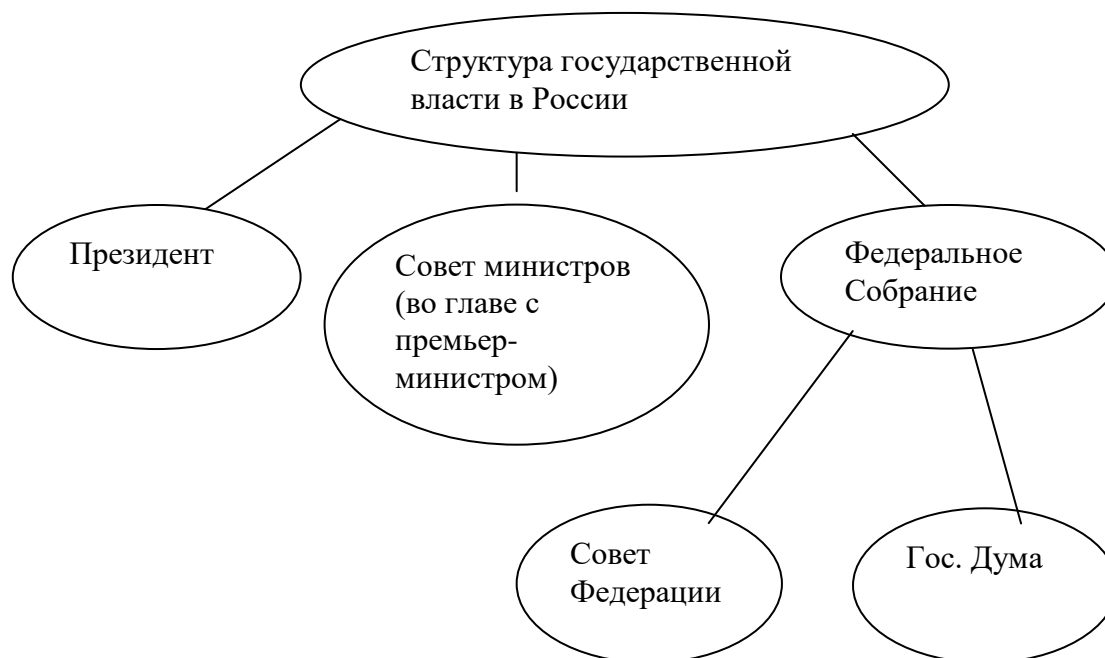 Структура государственной
власти в России
Президент
Совет министров
(во главе с
премьер-
министром)
Федеральное
Собрание
Совет
Федерации
Гос. Дума